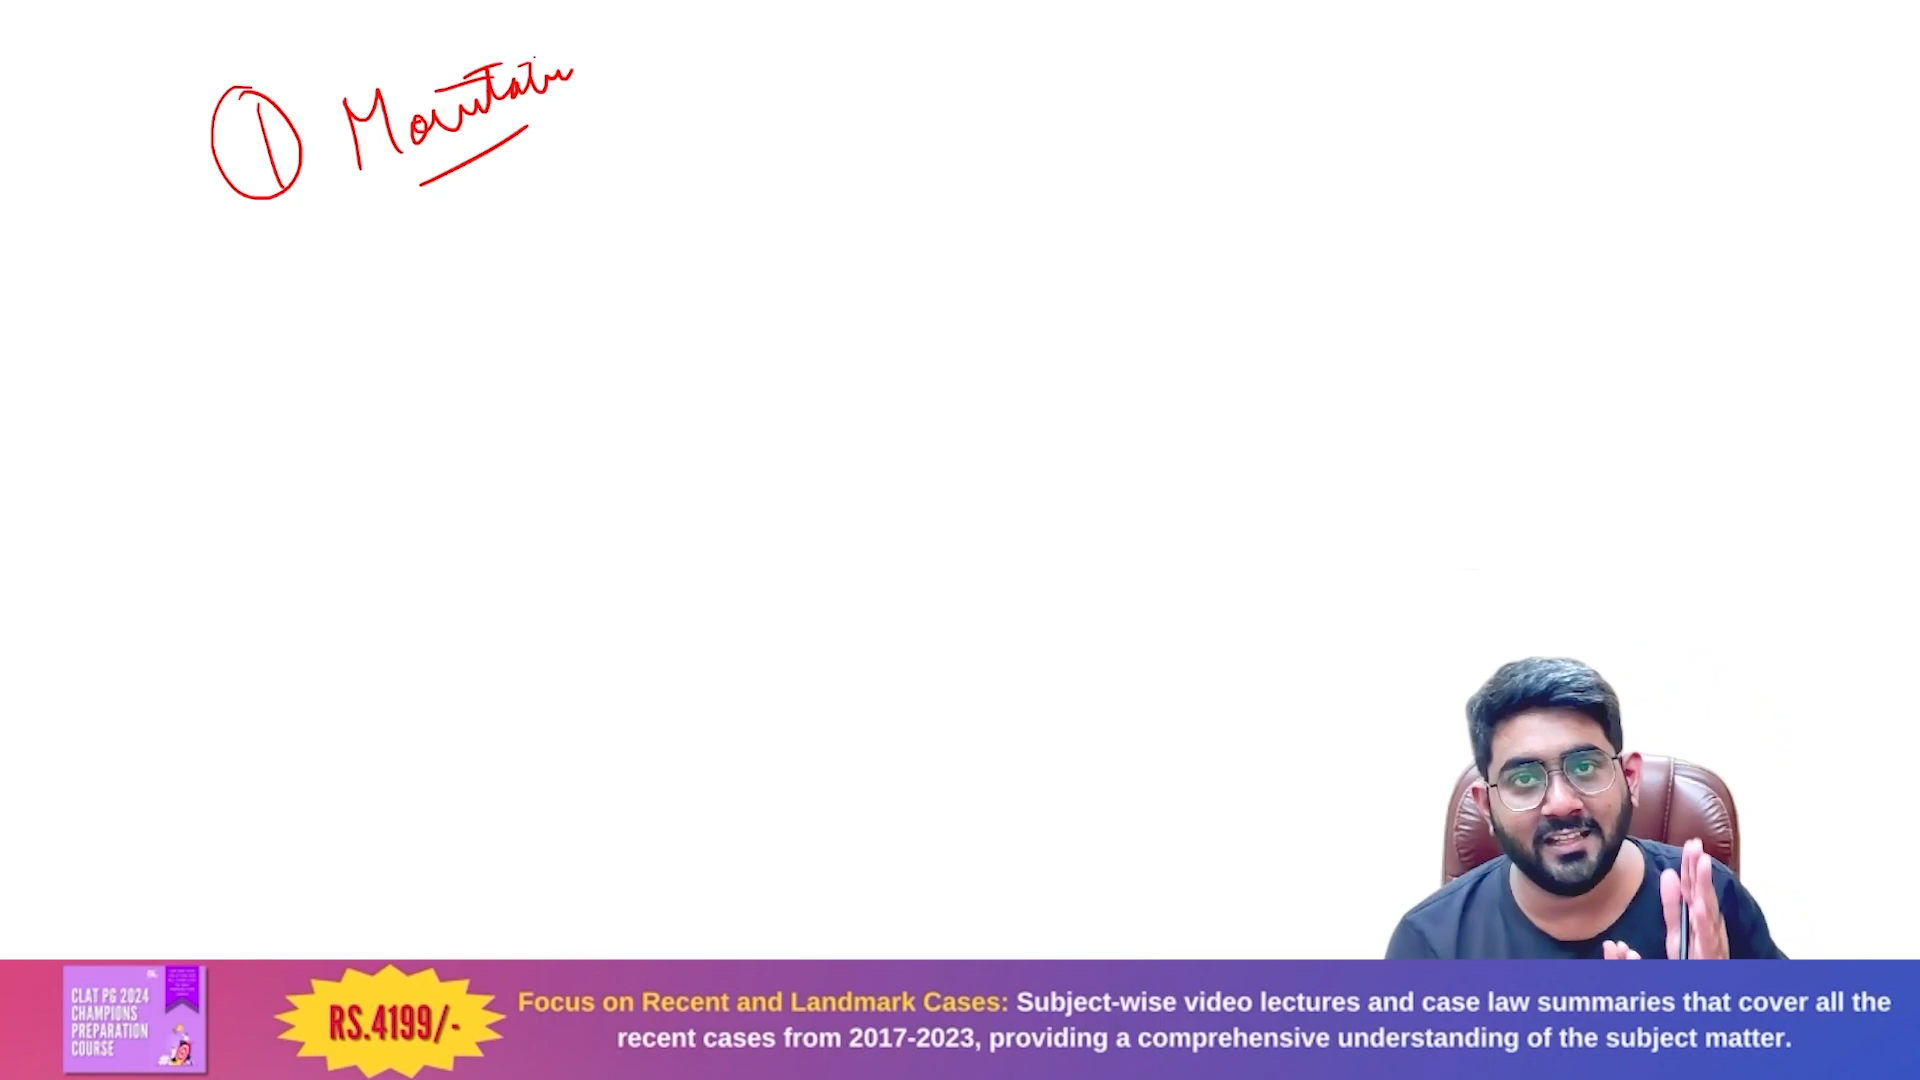 ① Mountain
CLAT PG 2024
CHAMPIONS
PREPARATION
COURSE
RS.4199/-
Focus on Recent and Landmark Cases: Subject-wise video lectures and case law summaries that cover all the
recent cases from 2017-2023, providing a comprehensive understanding of the subject matter.